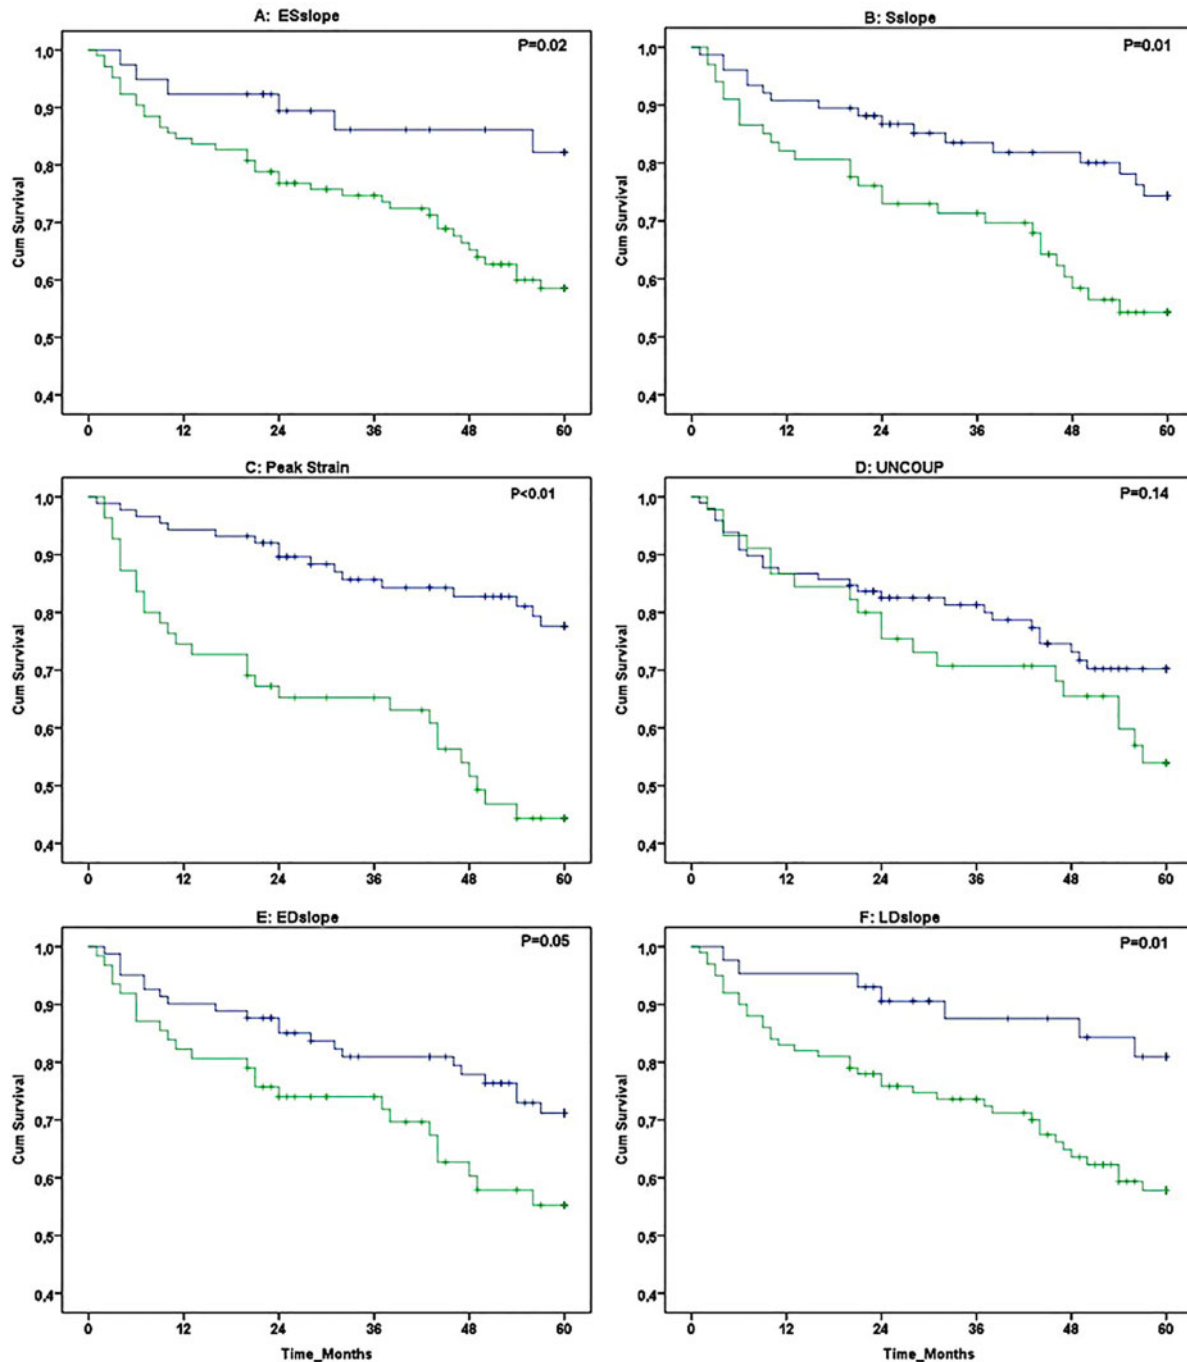 A: ESslope
P=0.02
Cum Survival
1,0
0,9
0,8
0,7
0,6
0,5
0,4
0 12 24 36 48 60
B: Sslope
P=0.01
Cum Survival
1,0
0,9
0,8
0,7
0,6
0,5
0,4
0 12 24 36 48 60
C: Peak Strain
P<0.01
Cum Survival
1,0
0,9
0,8
0,7
0,6
0,5
0,4
0 12 24 36 48 60
D: UNCOUP
P=0.14
Cum Survival
1,0
0,9
0,8
0,7
0,6
0,5
0,4
0 12 24 36 48 60
E: EDslope
P=0.05
Cum Survival
1,0
0,9
0,8
0,7
0,6
0,5
0,4
0 12 24 36 48 60
Time_Months
F: LDslope
P=0.01
Cum Survival
1,0
0,9
0,8
0,7
0,6
0,5
0,4
0 12 24 36 48 60
Time_Months